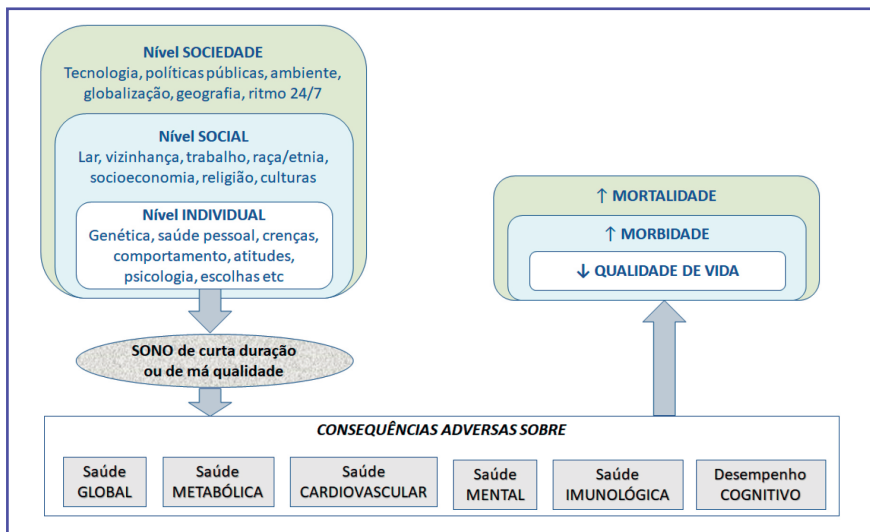 Nível SOCIEDADE
Tecnologia, políticas públicas, ambiente,
globalização, geografia, ritmo 24/7
Nível SOCIAL
Lar, vizinhança, trabalho, raça/etnia,
socioeconomia, religião, culturas
Nível INDIVIDUAL
Genética, saúde pessoal, crenças,
comportamento, atitudes,
psicologia, escolhas etc
SONO de curta duração
ou de má qualidade
↑ MORTALIDADE
↑ MORBIDADE
↓ QUALIDADE DE VIDA
CONSEQUÊNCIAS ADVERSAS SOBRE
Saúde
GLOBAL
Saúde
METABÓLICA
Saúde
CARDIOVASCULAR
Saúde
MENTAL
Saúde
IMUNOLÓGICA
Desempenho
COGNITIVO